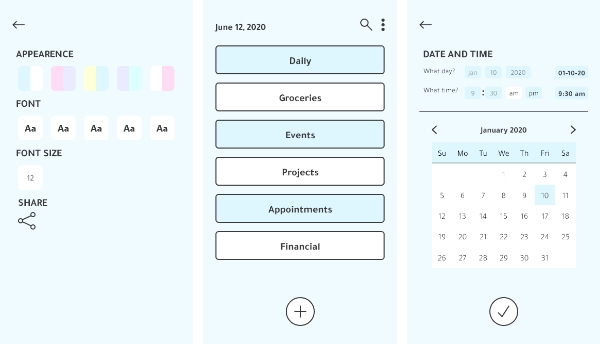 APPEARENCE
FONT
Aa Aa Aa Aa Aa
FONT SIZE
12
SHARE
June 12, 2020
Daily
Groceries
Events
Projects
Appointments
Financial
DATE AND TIME
What day? Jan 10 2020 01-10-20
What time? 9 : 30 am pm 9:30 am
January 2020
Su Mo Tu We Th Fri Sa
1 2 3 4
5 6 7 8 9 10 11
12 13 14 15 16 17 18
19 20 21 22 23 24 25
26 27 28 29 30 31